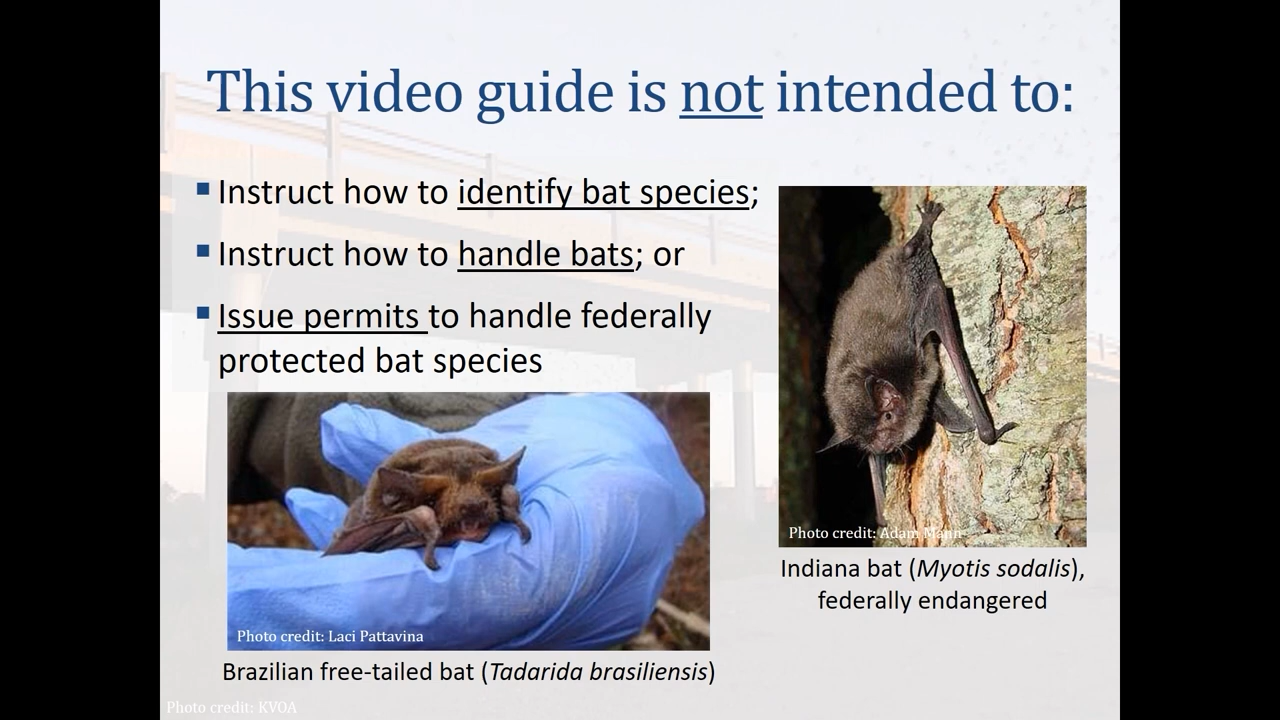 This video guide is not intended to:
Instruct how to identify bat species;
Instruct how to handle bats; or
Issue permits to handle federally
protected bat species
Photo credit: Adam Mann
Indiana bat (Myotis sodalis),
federally endangered
Photo credit: Laci Pattavina
Brazilian free-tailed bat (Tadarida brasiliensis)
Photo credit: KVOA